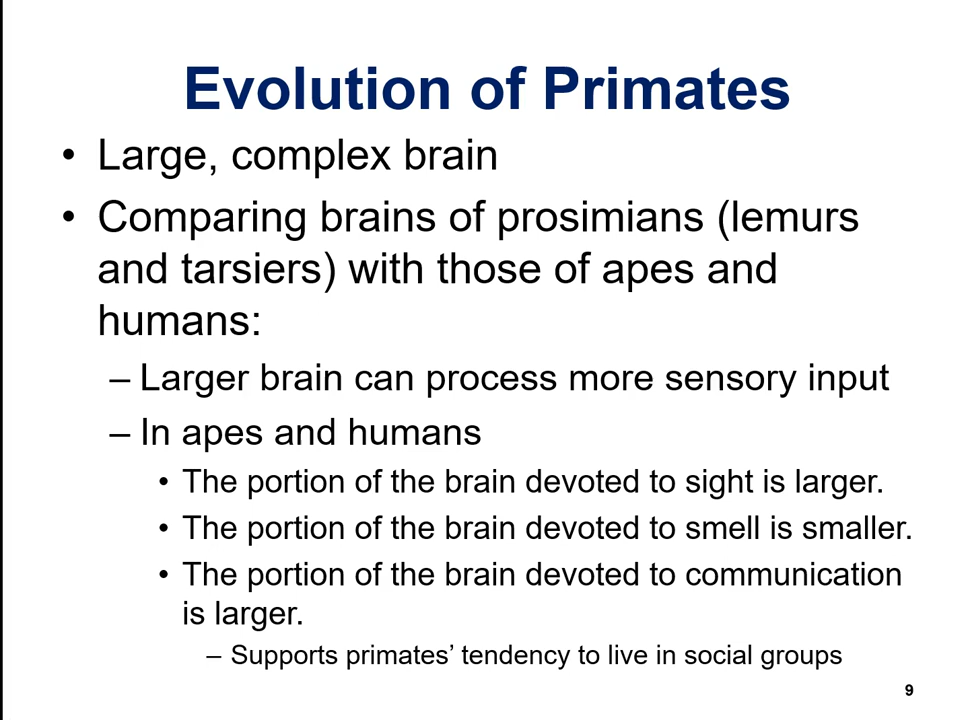 Evolution of Primates
• Large, complex brain
• Comparing brains of prosimians (lemurs
and tarsiers) with those of apes and
humans:
– Larger brain can process more sensory input
– In apes and humans
• The portion of the brain devoted to sight is larger.
• The portion of the brain devoted to smell is smaller.
• The portion of the brain devoted to communication
is larger.
– Supports primates’ tendency to live in social groups
9